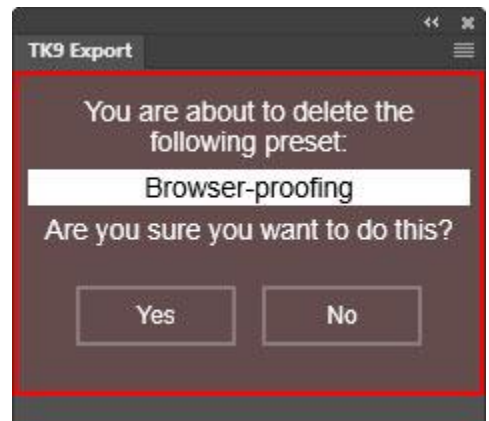 TK9 Export
You are about to delete the
following preset:
Browser-proofing
Are you sure you want to do this?
Yes
No